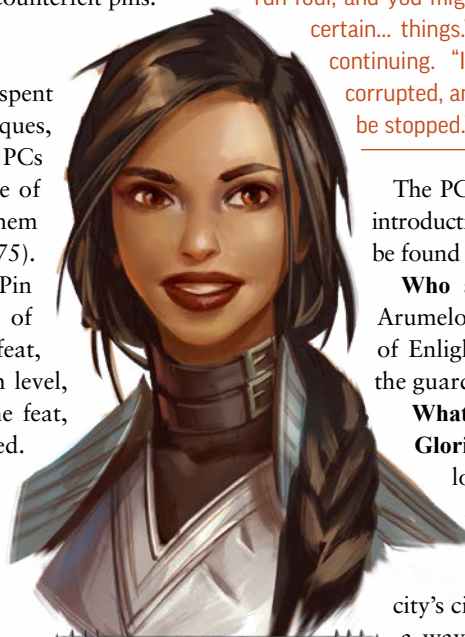 counterfeit pins.
spent
ques,
PCs
e of
hem
75).
Pin
of
feat,
level,
e feat,
ed.
run foul, and you might
certain... things.
continuing. “I
corrupted, an
be stopped.
The PC
introducti
be found
Who
Arumelo
of Enligh
the guard
What
Glori
lo
city’s ci
a way